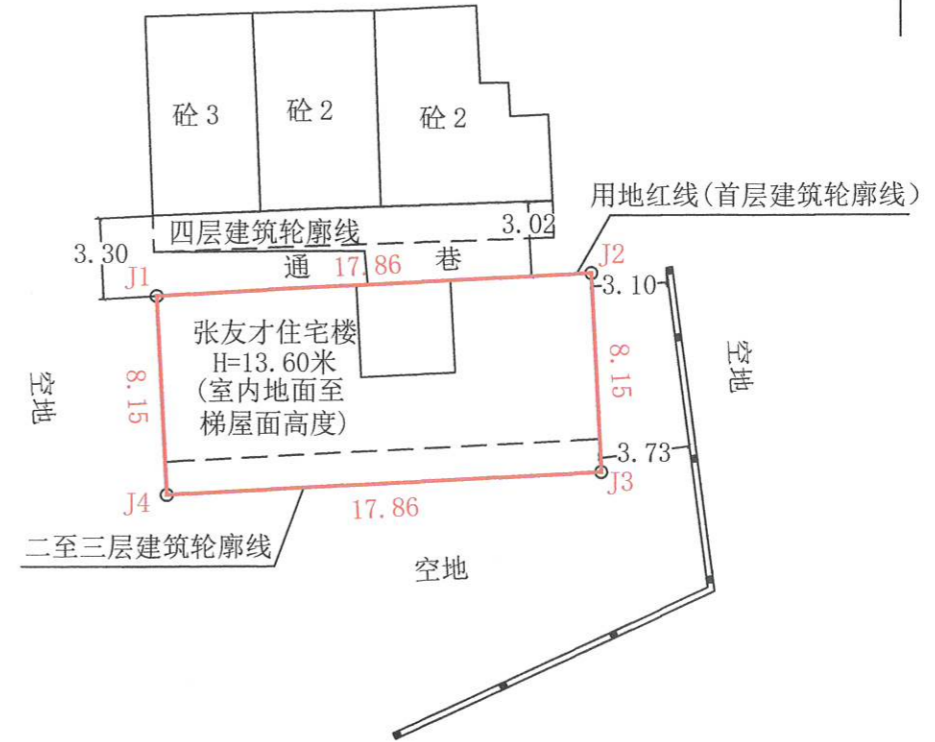 砼3
砼2
砼2
用地红线(首层建筑轮廓线)
四层建筑轮廓线
3.02
3.30
通
17.86
巷
J1
J2
3.10
张友才住宅楼
H=13.60米
(室内地面至
梯屋面高度)
8.15
8.15
空地
空地
3.73
J4
J3
17.86
二至三层建筑轮廓线
空地